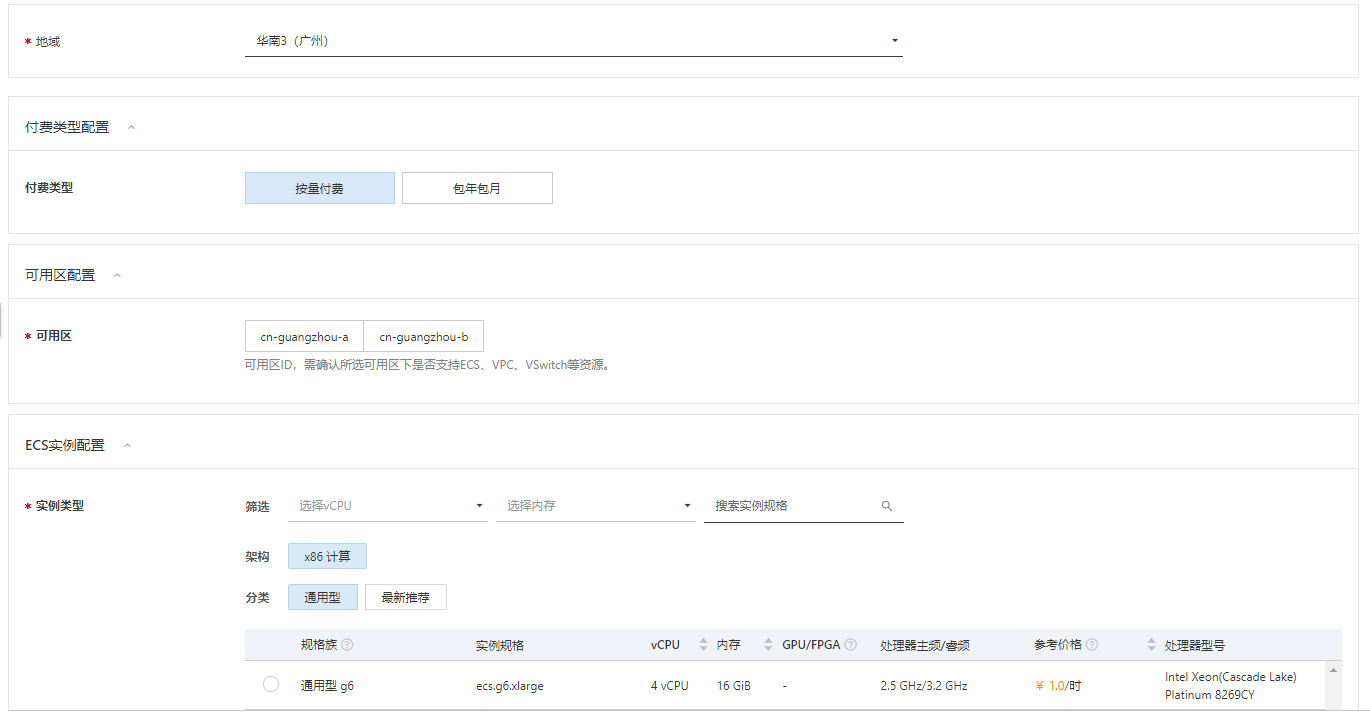 * 地域 华南3（广州）
付费类型配置
付费类型 按量付费 包年包月
可用区配置
* 可用区 cn-guangzhou-a cn-guangzhou-b
可用区ID，需确认所选可用区下是否支持ECS、VPC、VSwitch等资源。
ECS实例配置
* 实例类型 筛选 选择vCPU 选择内存 搜索实例规格
架构 x86 计算
分类 通用型 最新推荐
规格族 实例规格 vCPU 内存 GPU/FPGA 处理器主频/睿频 参考价格 处理器型号
通用型 g6 ecs.g6.xlarge 4 vCPU 16 GiB - 2.5 GHz/3.2 GHz ¥ 1.0/时 Intel Xeon(Cascade Lake)
Platinum 8269CY